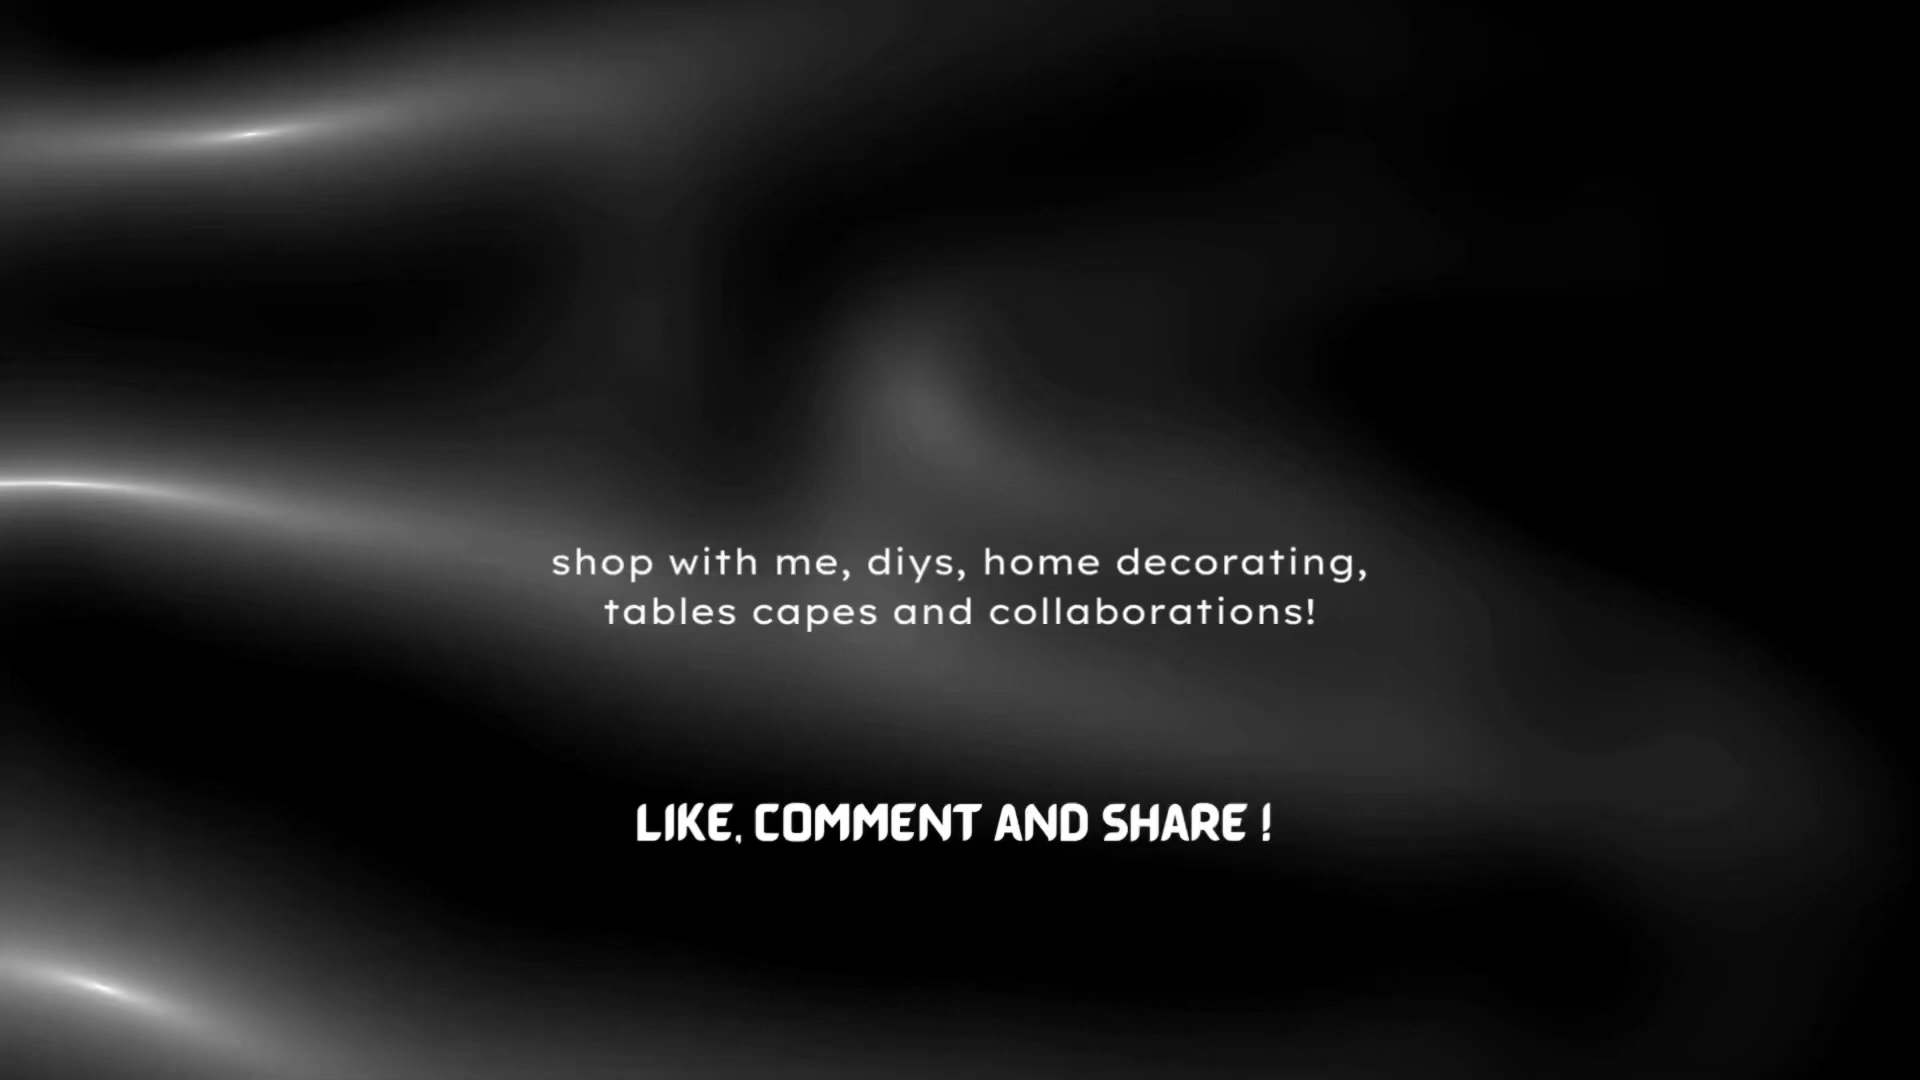 shop with me, diys, home decorating,
tables capes and collaborations!
LIKE, COMMENT AND SHARE !